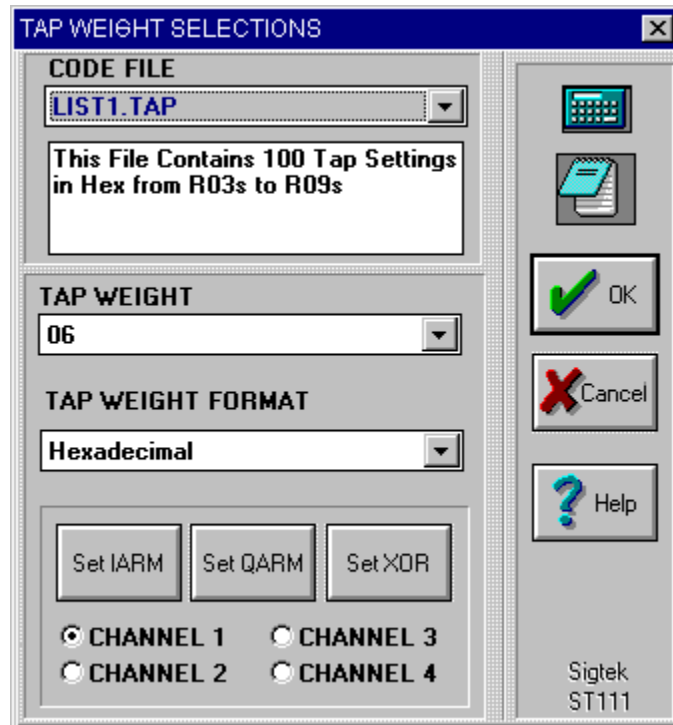 TAP WEIGHT SELECTIONS
CODE FILE
LIST1.TAP
This File Contains 100 Tap Settings
in Hex from R03s to R09s
TAP WEIGHT
06
TAP WEIGHT FORMAT
Hexadecimal
Set IARM Set QARM Set XOR
CHANNEL 1 CHANNEL 3
CHANNEL 2 CHANNEL 4
OK
Cancel
Help
Sigtek
ST111